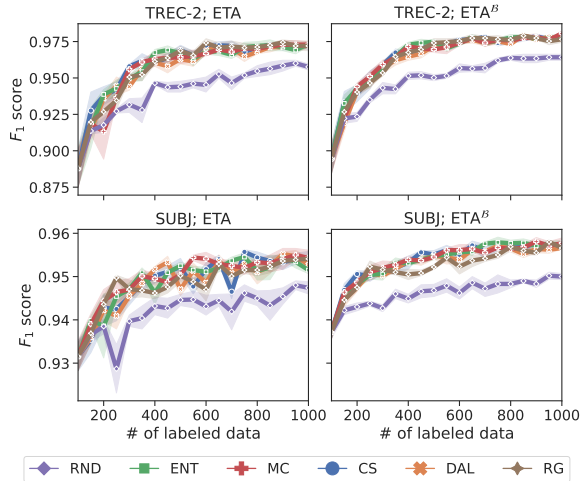 TREC-2; ETA
TREC-2; ETAᴮ
F₁ score
0.975
0.950
0.925
0.900
0.875
SUBJ; ETA
SUBJ; ETAᴮ
F₁ score
0.96
0.95
0.94
0.93
200 400 600 800 1000
200 400 600 800 1000
# of labeled data
# of labeled data
RND ENT MC CS DAL RG